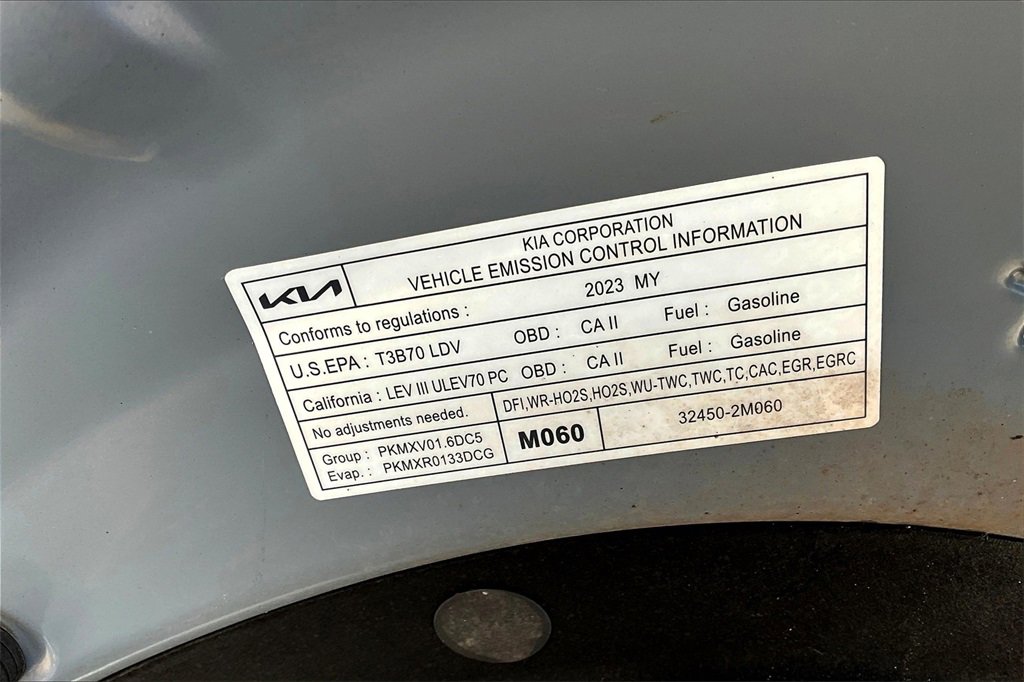 KIA
KIA CORPORATION
VEHICLE EMISSION CONTROL INFORMATION
Conforms to regulations : 2023 MY
U.S.EPA : T3B70 LDV OBD : CA II Fuel : Gasoline
California : LEV III ULEV70 PC OBD : CA II Fuel : Gasoline
No adjustments needed. DFI,WR-HO2S,HO2S,WU-TWC,TWC,TC,CAC,EGR,EGRC
Group : PKMXV01.6DC5
Evap. : PKMXR0133DCG
M060
32450-2M060